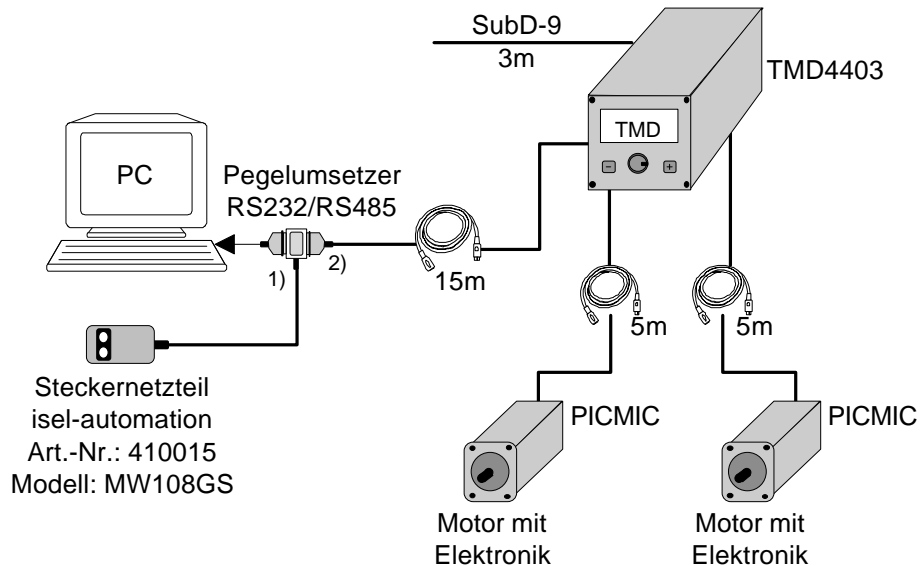 SubD-9
3m
TMD4403
TMD
− +
PC
Pegelumsetzer
RS232/RS485
1)
2)
15m
5m
5m
Steckernetzteil
isel-automation
Art.-Nr.: 410015
Modell: MW108GS
PICMIC
PICMIC
Motor mit
Elektronik
Motor mit
Elektronik